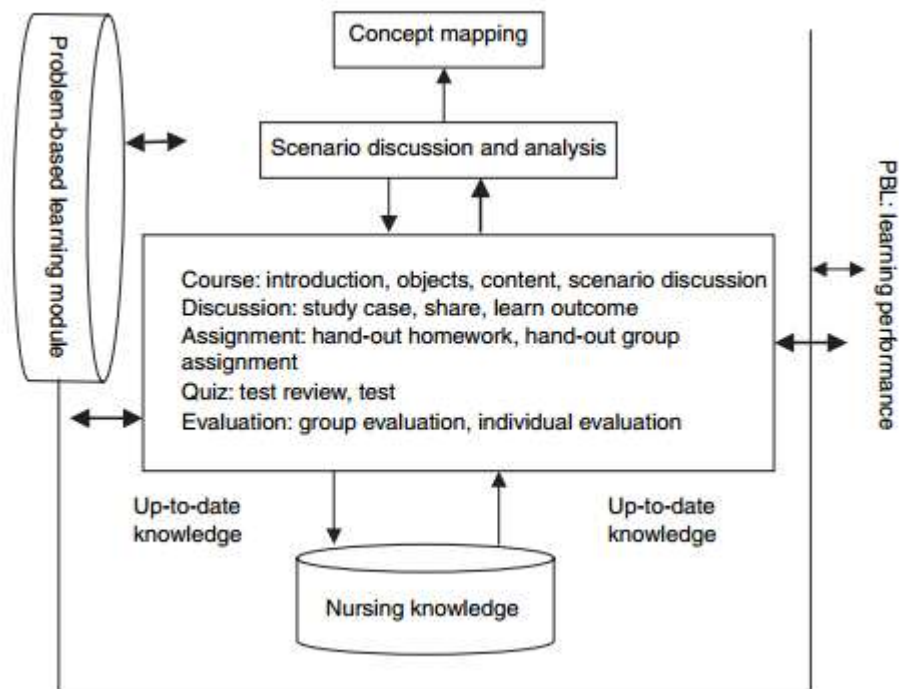 Problem-based learning module
Concept mapping
Scenario discussion and analysis
Course: introduction, objects, content, scenario discussion
Discussion: study case, share, learn outcome
Assignment: hand-out homework, hand-out group
assignment
Quiz: test review, test
Evaluation: group evaluation, individual evaluation
PBL: learning performance
Up-to-date
knowledge
Up-to-date
knowledge
Nursing knowledge